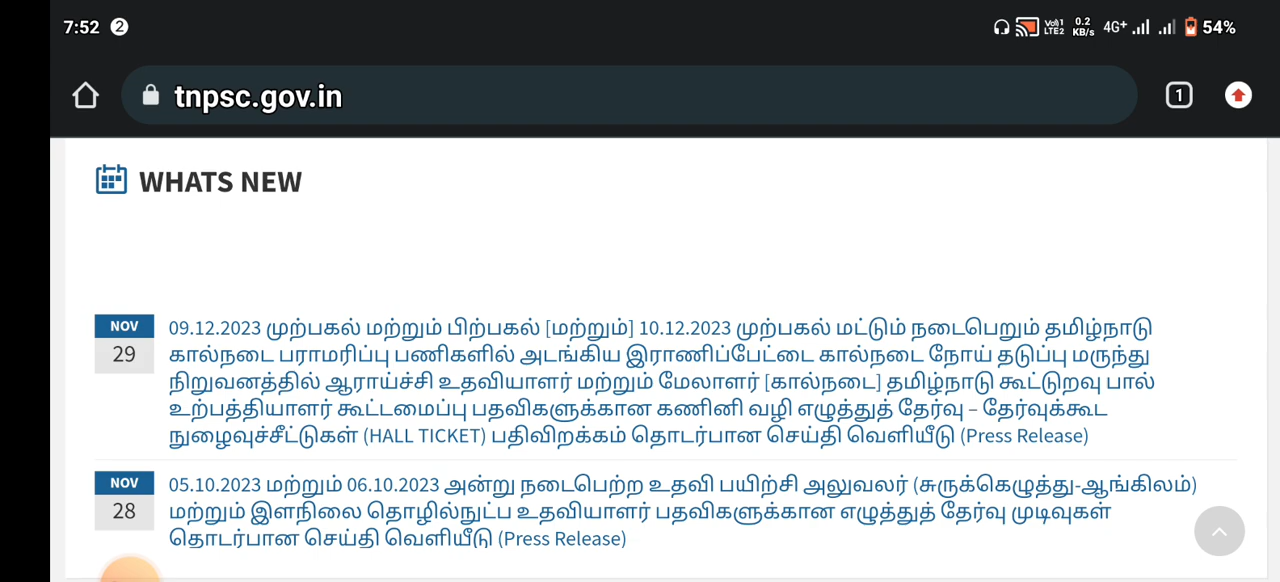 7:52 2 Vo)) 1 LTE2 0.2 KB/s 4G+ 54%
tnpsc.gov.in 1
WHATS NEW
NOV
29
09.12.2023 முற்பகல் மற்றும் பிற்பகல் [மற்றும்] 10.12.2023 முற்பகல் மட்டும் நடைபெறும் தமிழ்நாடு
கால்நடை பராமரிப்பு பணிகளில் அடங்கிய இராணிப்பேட்டை கால்நடை நோய் தடுப்பு மருந்து
நிறுவனத்தில் ஆராய்ச்சி உதவியாளர் மற்றும் மேலாளர் [கால்நடை] தமிழ்நாடு கூட்டுறவு பால்
உற்பத்தியாளர் கூட்டமைப்பு பதவிகளுக்கான கணினி வழி எழுத்துத் தேர்வு – தேர்வுக்கூட
நுழைவுச்சீட்டுகள் (HALL TICKET) பதிவிறக்கம் தொடர்பான செய்தி வெளியீடு (Press Release)
NOV
28
05.10.2023 மற்றும் 06.10.2023 அன்று நடைபெற்ற உதவி பயிற்சி அலுவலர் (சுருக்கெழுத்து-ஆங்கிலம்)
மற்றும் இளநிலை தொழில்நுட்ப உதவியாளர் பதவிகளுக்கான எழுத்துத் தேர்வு முடிவுகள்
தொடர்பான செய்தி வெளியீடு (Press Release)